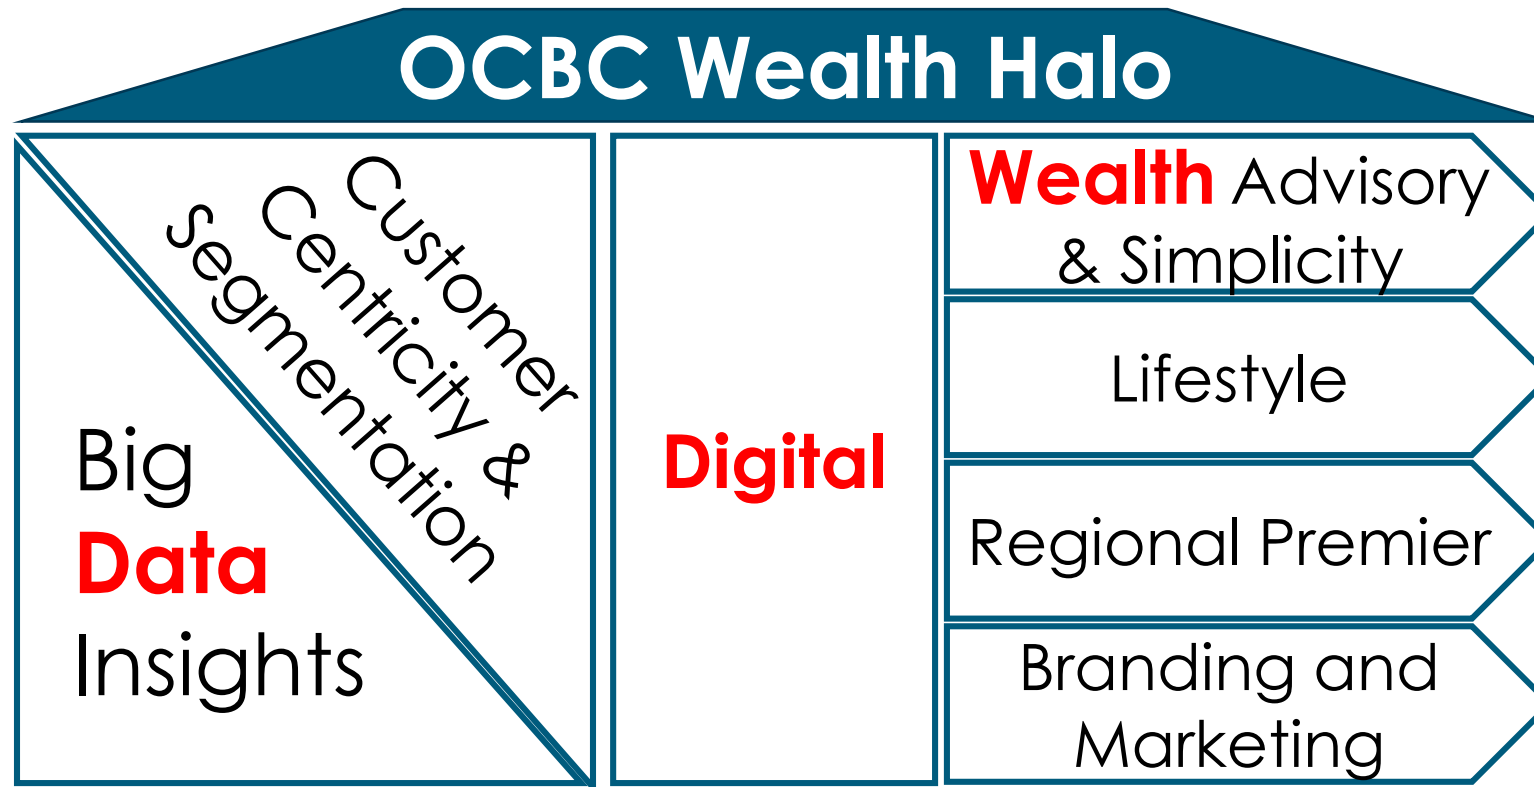 OCBC Wealth Halo
Customer
Centricity &
Segmentation
Big
Data
Insights
Digital
Wealth Advisory
& Simplicity
Lifestyle
Regional Premier
Branding and
Marketing